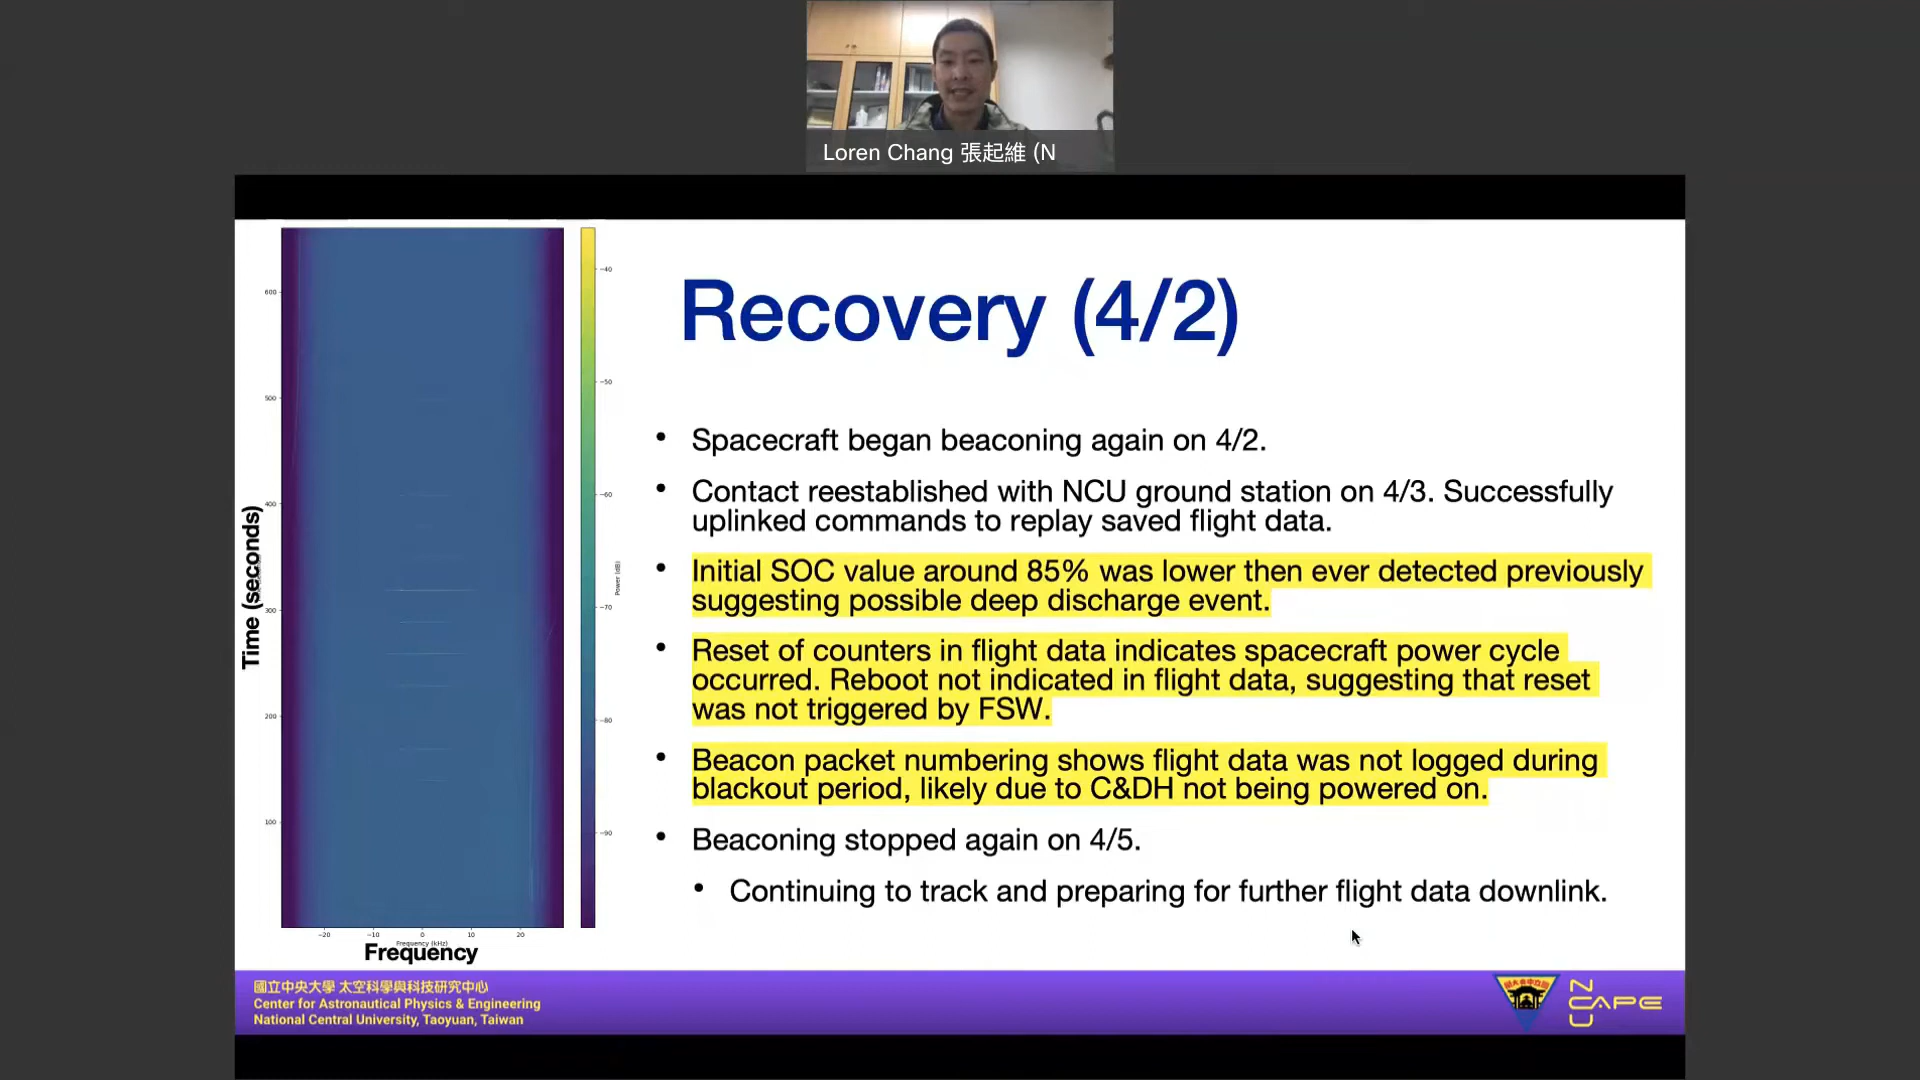 Loren Chang 張起維 (N
Recovery (4/2)
• Spacecraft began beaconing again on 4/2.
• Contact reestablished with NCU ground station on 4/3. Successfully
uplinked commands to replay saved flight data.
• Initial SOC value around 85% was lower then ever detected previously
suggesting possible deep discharge event.
• Reset of counters in flight data indicates spacecraft power cycle
occurred. Reboot not indicated in flight data, suggesting that reset
was not triggered by FSW.
• Beacon packet numbering shows flight data was not logged during
blackout period, likely due to C&DH not being powered on.
• Beaconing stopped again on 4/5.
• Continuing to track and preparing for further flight data downlink.
Time (seconds)
600
500
400
300
200
100
−20 −10 0 10 20
Frequency (kHz)
Frequency
−40
−50
−60
−70
−80
−90
Power (dB)
國立中央大學 太空科學與科技研究中心
Center for Astronautical Physics & Engineering
National Central University, Taoyuan, Taiwan
NCU
CAPE